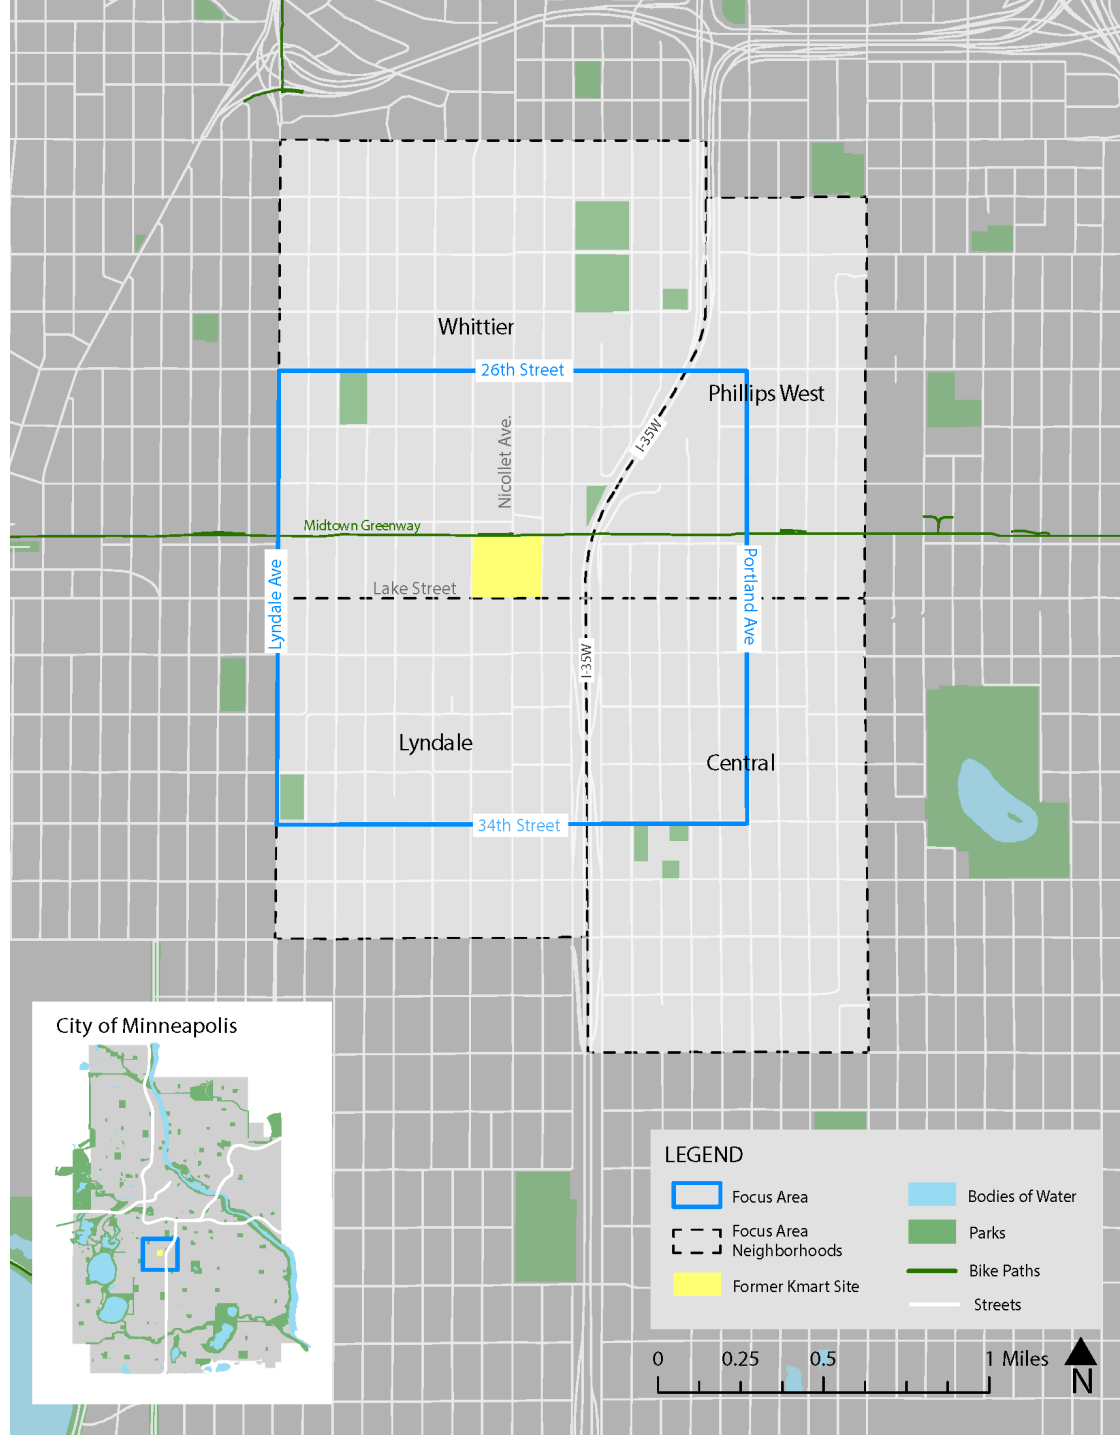 Whittier
26th Street
Phillips West
Nicollet Ave.
I-35W
Midtown Greenway
Lake Street
Lyndale Ave
Portland Ave
I-35W
Lyndale
Central
34th Street
City of Minneapolis
LEGEND
Focus Area
Focus Area
Neighborhoods
Former Kmart Site
Bodies of Water
Parks
Bike Paths
Streets
0 0.25 0.5 1 Miles
N